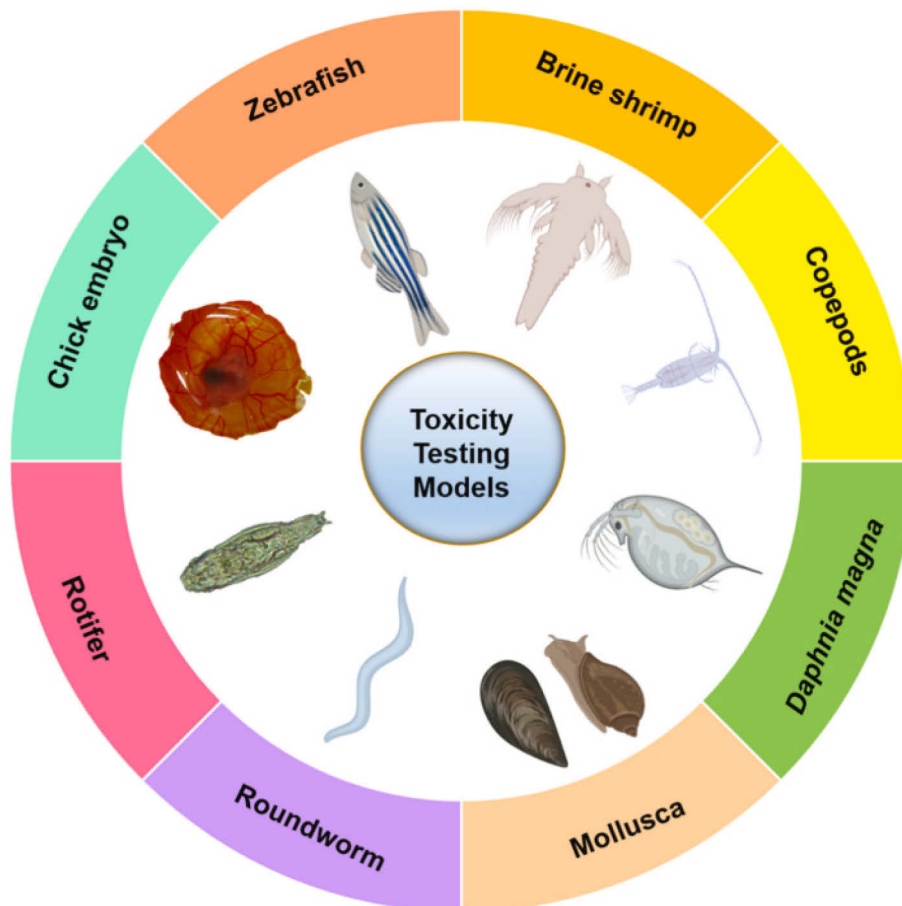 Zebrafish
Brine shrimp
Copepods
Daphnia magna
Mollusca
Roundworm
Rotifer
Chick embryo
Toxicity
Testing
Models